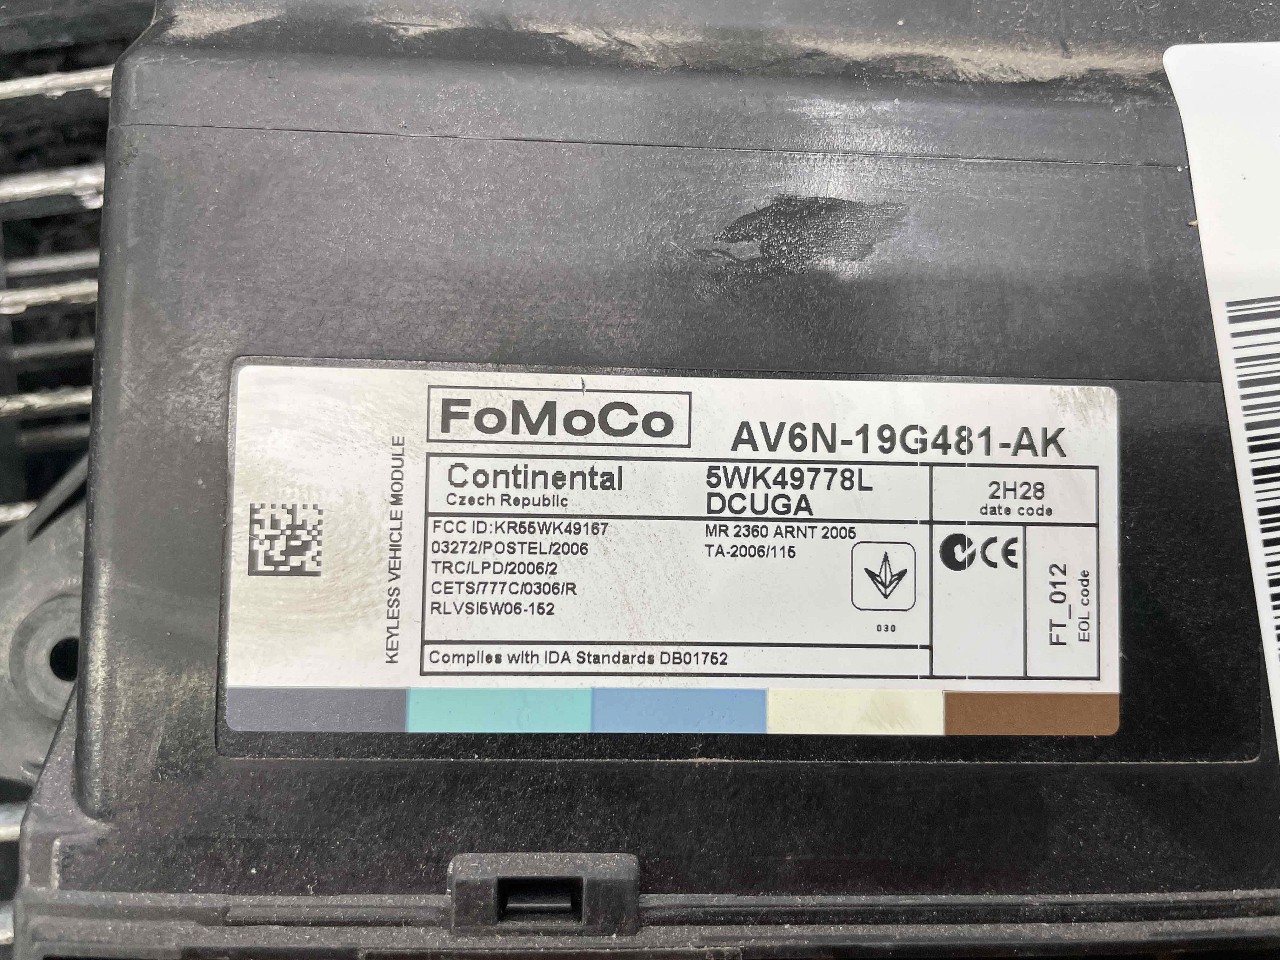 FoMoCo
AV6N-19G481-AK
KEYLESS VEHICLE MODULE
Continental
Czech Republic
5WK49778L
DCUGA
2H28
date code
FCC ID:KR55WK49167
03272/POSTEL/2006
TRC/LPD/2006/2
CETS/777C/0306/R
RLVSI5W06-152
MR 2360 ARNT 2005
TA-2006/115
030
CE
FT_012
EOL code
Complies with IDA Standards DB01752